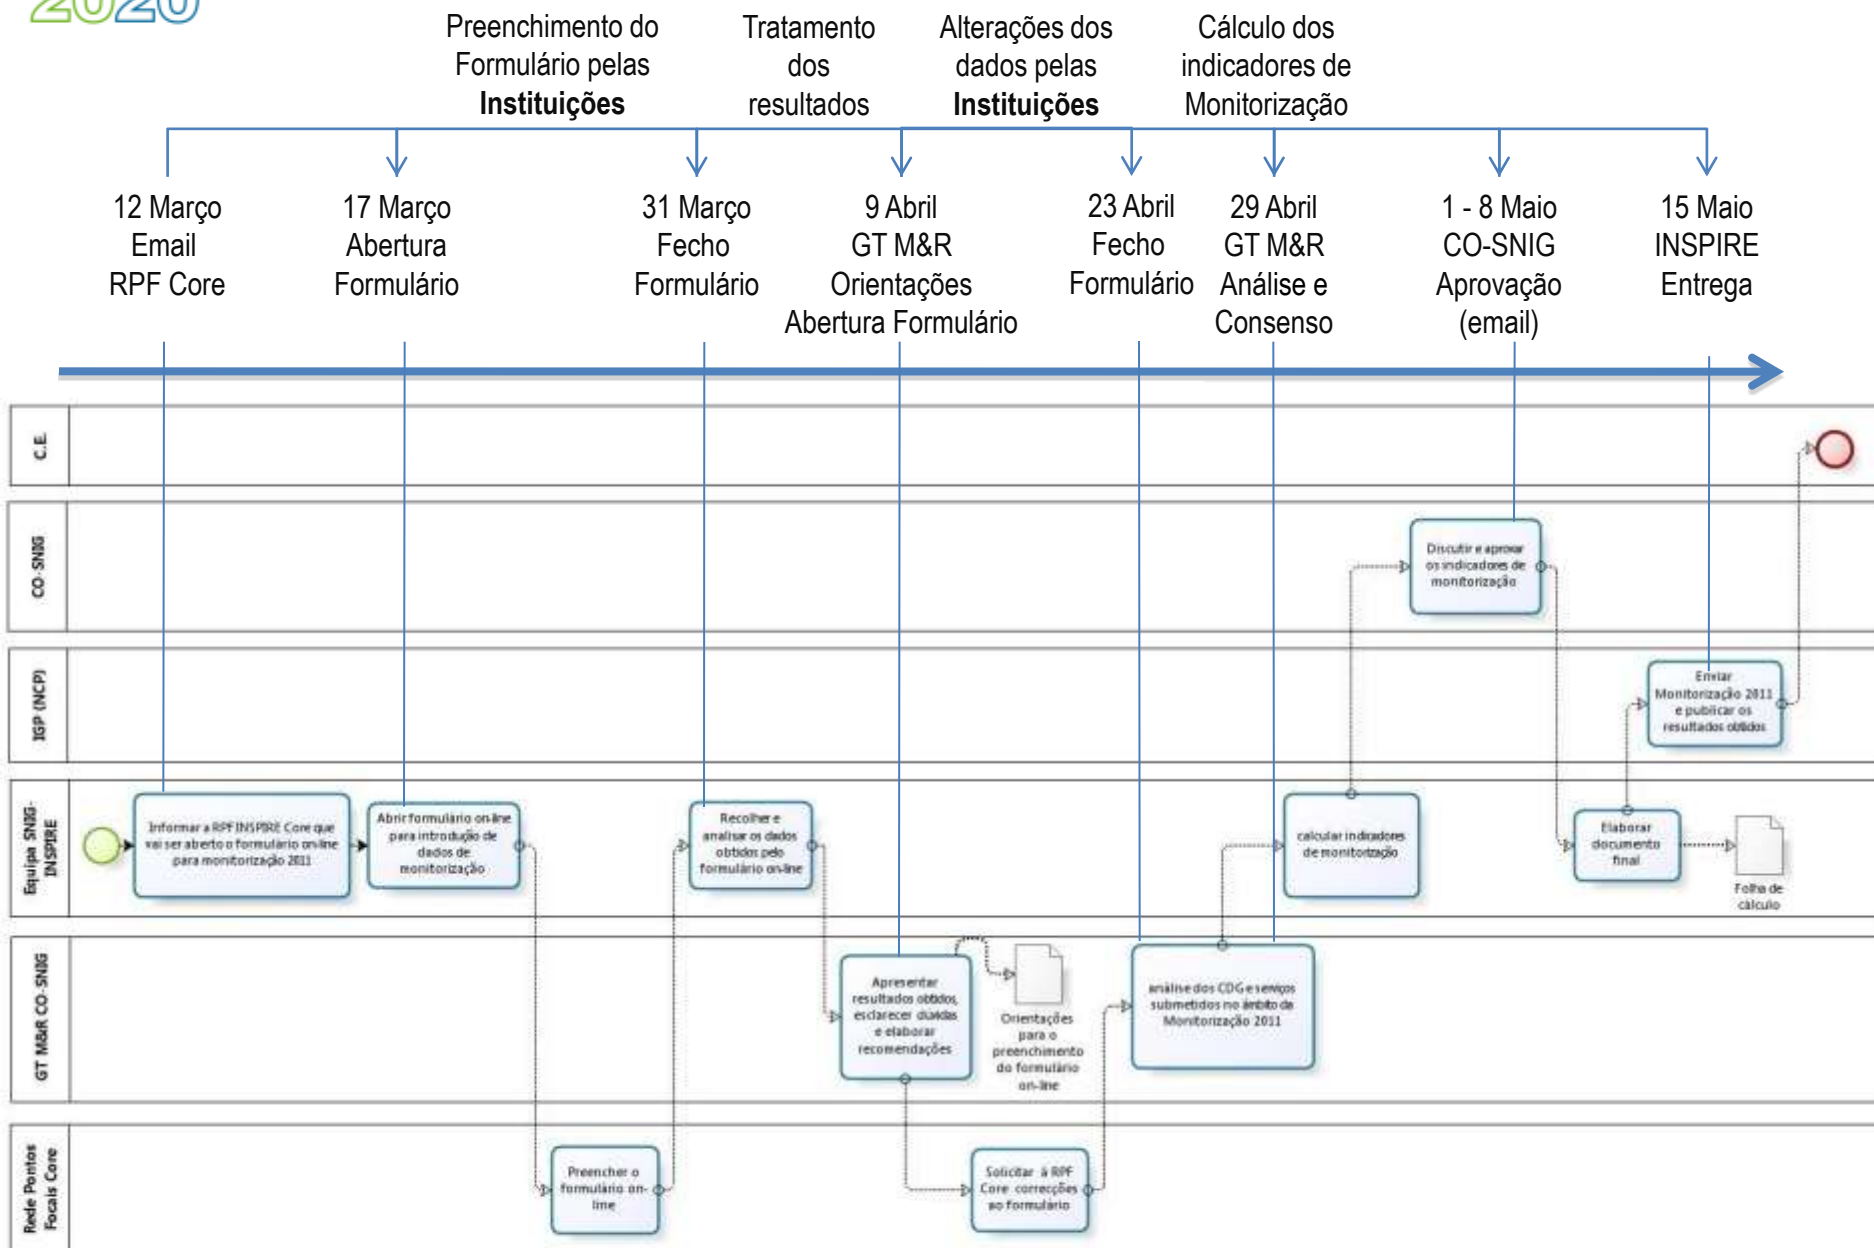 2020
Preenchimento do
Formulário pelas
Instituições
Tratamento
dos
resultados
Alterações dos
dados pelas
Instituições
Cálculo dos
indicadores de
Monitorização
12 Março
Email
RPF Core
17 Março
Abertura
Formulário
31 Março
Fecho
Formulário
9 Abril
GT M&R
Orientações
Abertura Formulário
23 Abril
Fecho
Formulário
29 Abril
GT M&R
Análise e
Consenso
1 - 8 Maio
CO-SNIG
Aprovação
(email)
15 Maio
INSPIRE
Entrega
C.E.
CO-SNIG
Discutir e aprovar
os indicadores de
monitorização
IGP (NCP)
Enviar
Monitorização 2011
e publicar os
resultados obtidos
Equipa SNIG-
INSPIRE
Informar a RPF INSPIRE Core que
vai ser aberto o formulário on-line
para monitorização 2011
Abrir formulário on-line
para introdução de
dados de
monitorização
Recolher e
analisar os dados
obtidos pelo
formulário on-line
calcular indicadores
de monitorização
Elaborar
documento
final
Folha de
cálculo
GT M&R CO-SNIG
Apresentar
resultados obtidos,
esclarecer dúvidas
e elaborar
recomendações
Orientações
para o
preenchimento
do formulário
on-line
análise dos CDG e serviços
submetidos no âmbito da
Monitorização 2011
Rede Pontos
Focais Core
Preencher o
formulário on-
line
Solicitar à RPF
Core correcções
ao formulário